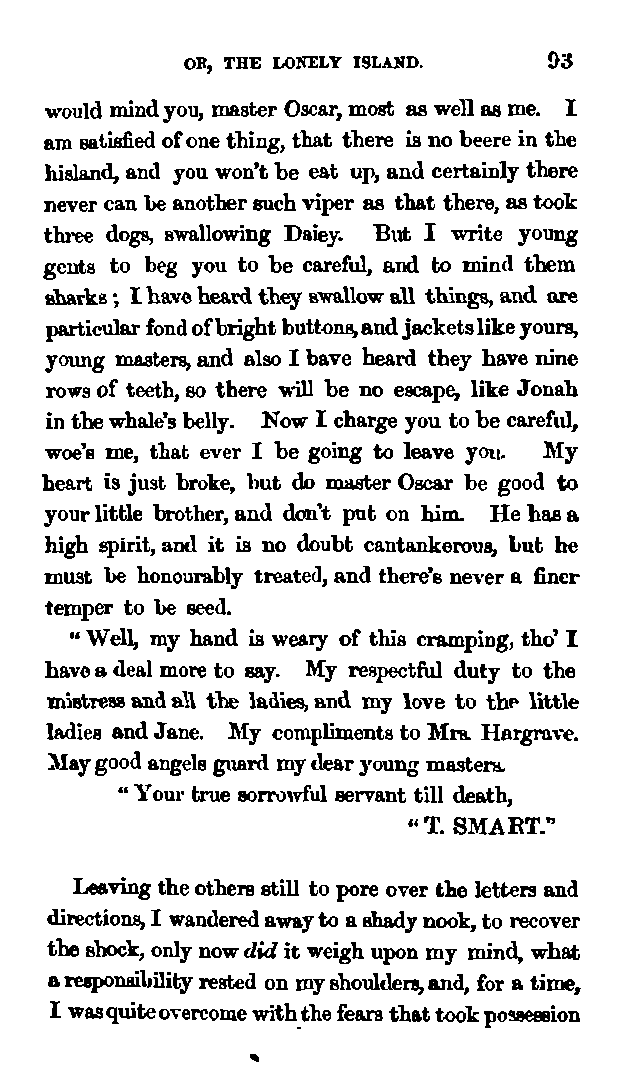 OR, THE LONELY ISLAND. 93
would mind you, master Oscar, most as well as me. I
am satisfied of one thing, that there is no beere in the
hisland, and you won't be eat up, and certainly there
never can be another such viper as that there, as took
three dogs, swallowing Daisey. But I write young
gents to beg you to be careful, and to mind them
sharks; I have heard they swallow all things, and are
particular fond of bright buttons, and jackets like yours,
young masters, and also I have heard they have nine
rows of teeth, so there will be no escape, like Jonah
in the whale's belly. Now I charge you to be careful,
woe's me, that ever I be going to leave you. My
heart is just broke, but do master Oscar be good to
your little brother, and don't put on him. He has a
high spirit, and it is no doubt cantankerous, but he
must be honourably treated, and there's never a finer
temper to be seed.
"Well, my hand is weary of this cramping, tho' I
have a deal more to say. My respectful duty to the
mistress and all the ladies, and my love to the little
ladies and Jane. My compliments to Mrs. Hargrave.
May good angels guard my dear young masters.
"Your true sorrowful servant till death,
"T. SMART."
Leaving the others still to pore over the letters and
directions, I wandered away to a shady nook, to recover
the shock, only now did it weigh upon my mind, what
a responsibility rested on my shoulders, and, for a time,
I was quite overcome with the fears that took possession